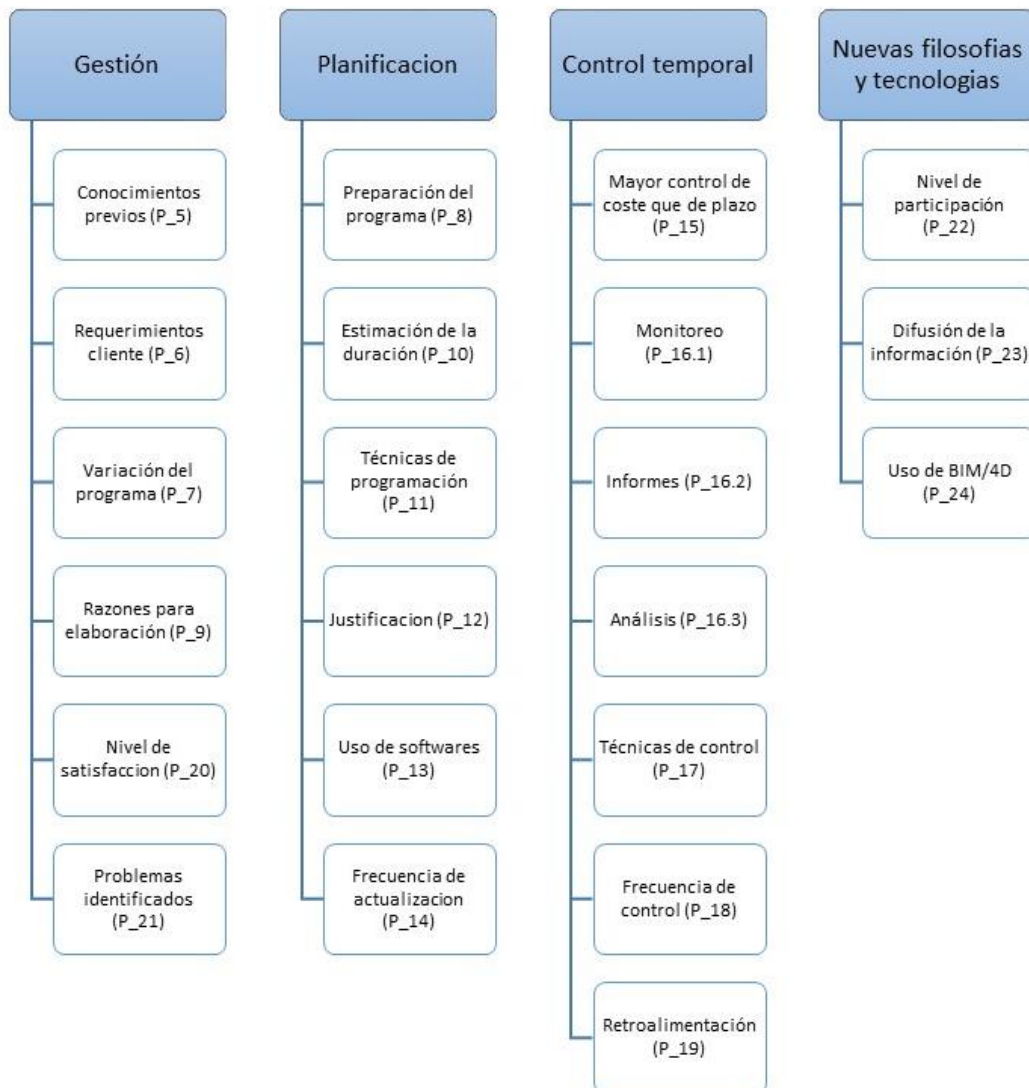 Gestión
Conocimientos
previos (P_5)
Requerimientos
cliente (P_6)
Variación del
programa (P_7)
Razones para
elaboración (P_9)
Nivel de
satisfaccion (P_20)
Problemas
identificados
(P_21)
Planificacion
Preparación del
programa (P_8)
Estimación de la
duración (P_10)
Técnicas de
programación
(P_11)
Justificacion (P_12)
Uso de softwares
(P_13)
Frecuencia de
actualizacion
(P_14)
Control temporal
Mayor control de
coste que de plazo
(P_15)
Monitoreo
(P_16.1)
Informes (P_16.2)
Análisis (P_16.3)
Técnicas de control
(P_17)
Frecuencia de
control (P_18)
Retroalimentación
(P_19)
Nuevas filosofias
y tecnologias
Nivel de
participación
(P_22)
Difusión de la
información (P_23)
Uso de BIM/4D
(P_24)